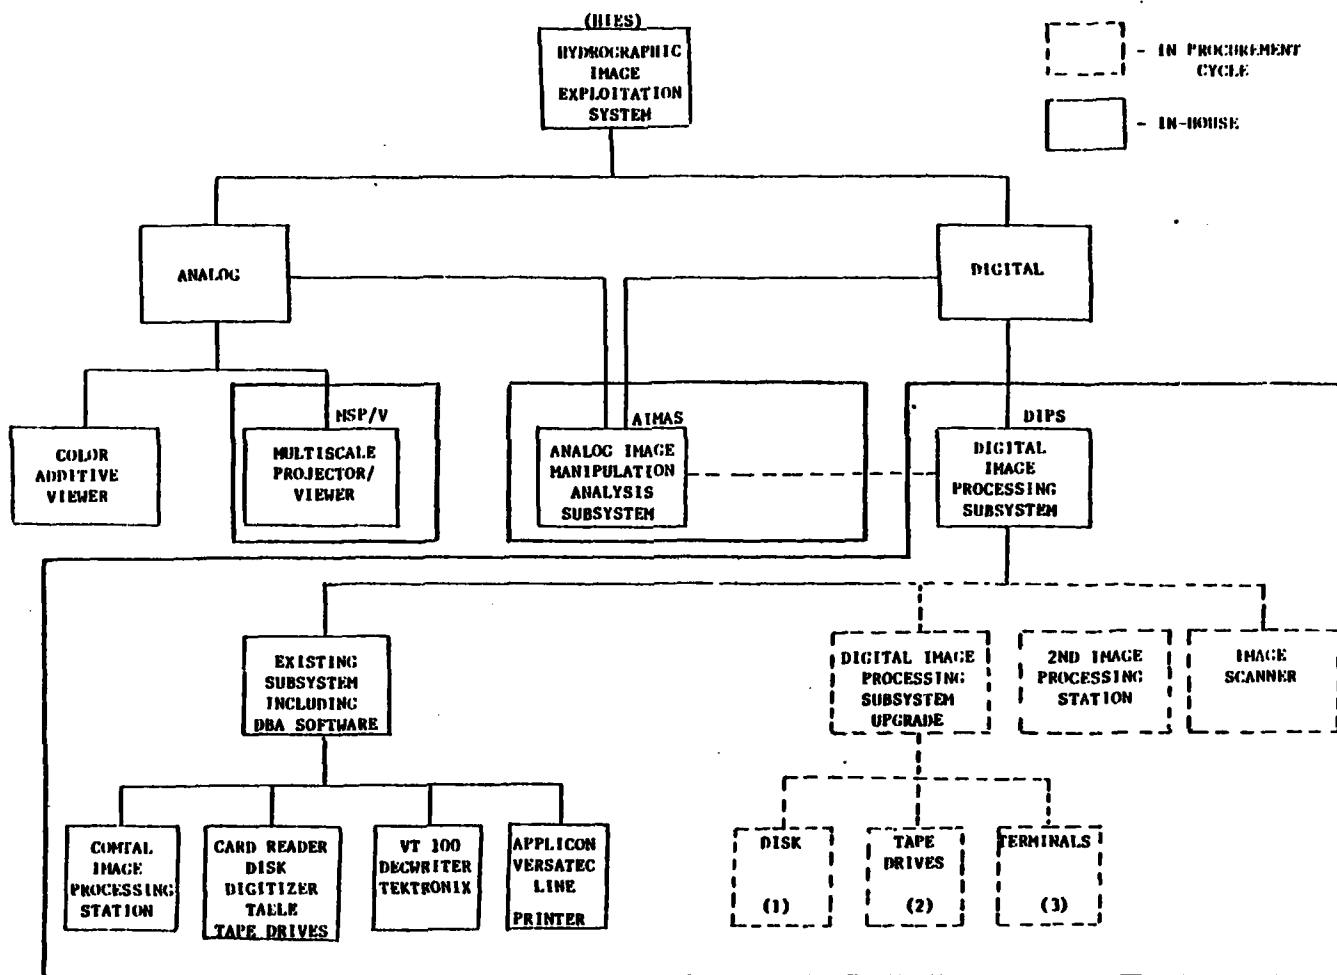 (HIES)
HYDROGRAPHIC
IMAGE
EXPLOITATION
SYSTEM
- IN PROCUREMENT
CYCLE
- IN-HOUSE
ANALOG
DIGITAL
MSP/V
AIMAS
DIPS
COLOR
ADDITIVE
VIEWER
MULTISCALE
PROJECTOR/
VIEWER
ANALOG IMAGE
MANIPULATION
ANALYSIS
SUBSYSTEM
DIGITAL
IMAGE
PROCESSING
SUBSYSTEM
EXISTING
SUBSYSTEM
INCLUDING
DBA SOFTWARE
DIGITAL IMAGE
PROCESSING
SUBSYSTEM
UPGRADE
2ND IMAGE
PROCESSING
STATION
IMAGE
SCANNER
COMTAL
IMAGE
PROCESSING
STATION
CARD READER
DISK
DIGITIZER
TABLE
TAPE DRIVES
VT 100
DECWRITER
TEKTRONIX
APPLICON
VERSATEC
LINE
PRINTER
DISK
(1)
TAPE
DRIVES
(2)
TERMINALS
(3)